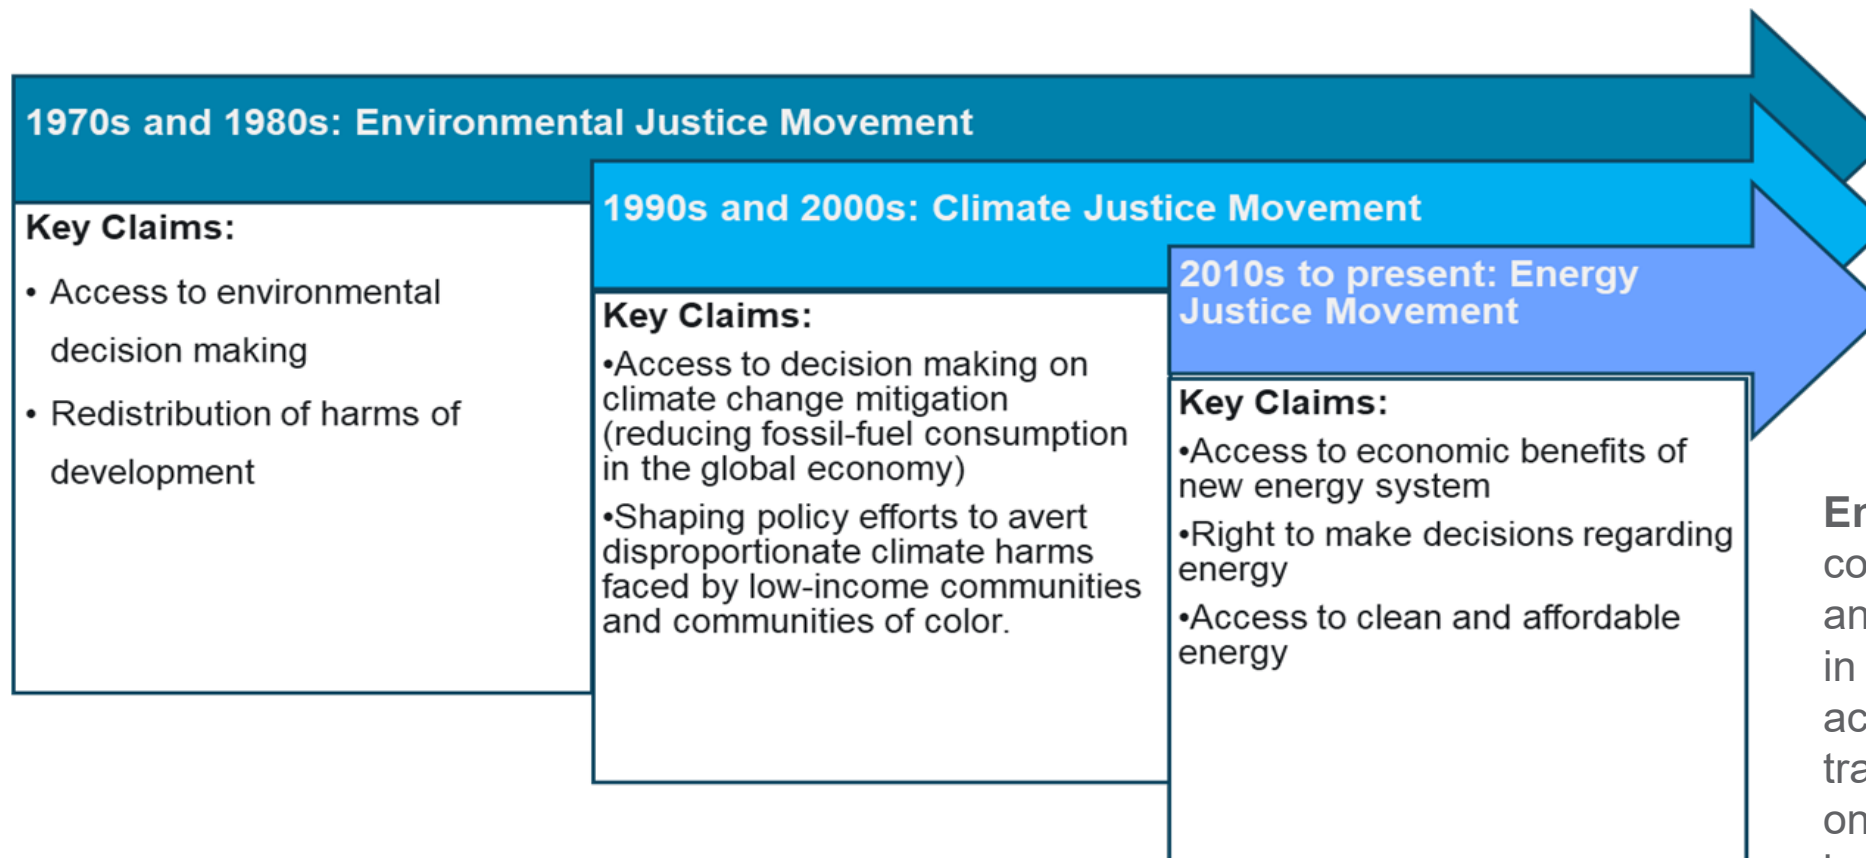 1970s and 1980s: Environmental Justice Movement
Key Claims:
• Access to environmental
decision making
• Redistribution of harms of
development
1990s and 2000s: Climate Justice Movement
Key Claims:
•Access to decision making on
climate change mitigation
(reducing fossil-fuel consumption
in the global economy)
•Shaping policy efforts to avert
disproportionate climate harms
faced by low-income communities
and communities of color.
2010s to present: Energy
Justice Movement
Key Claims:
•Access to economic benefits of
new energy system
•Right to make decisions regarding
energy
•Access to clean and affordable
energy
in